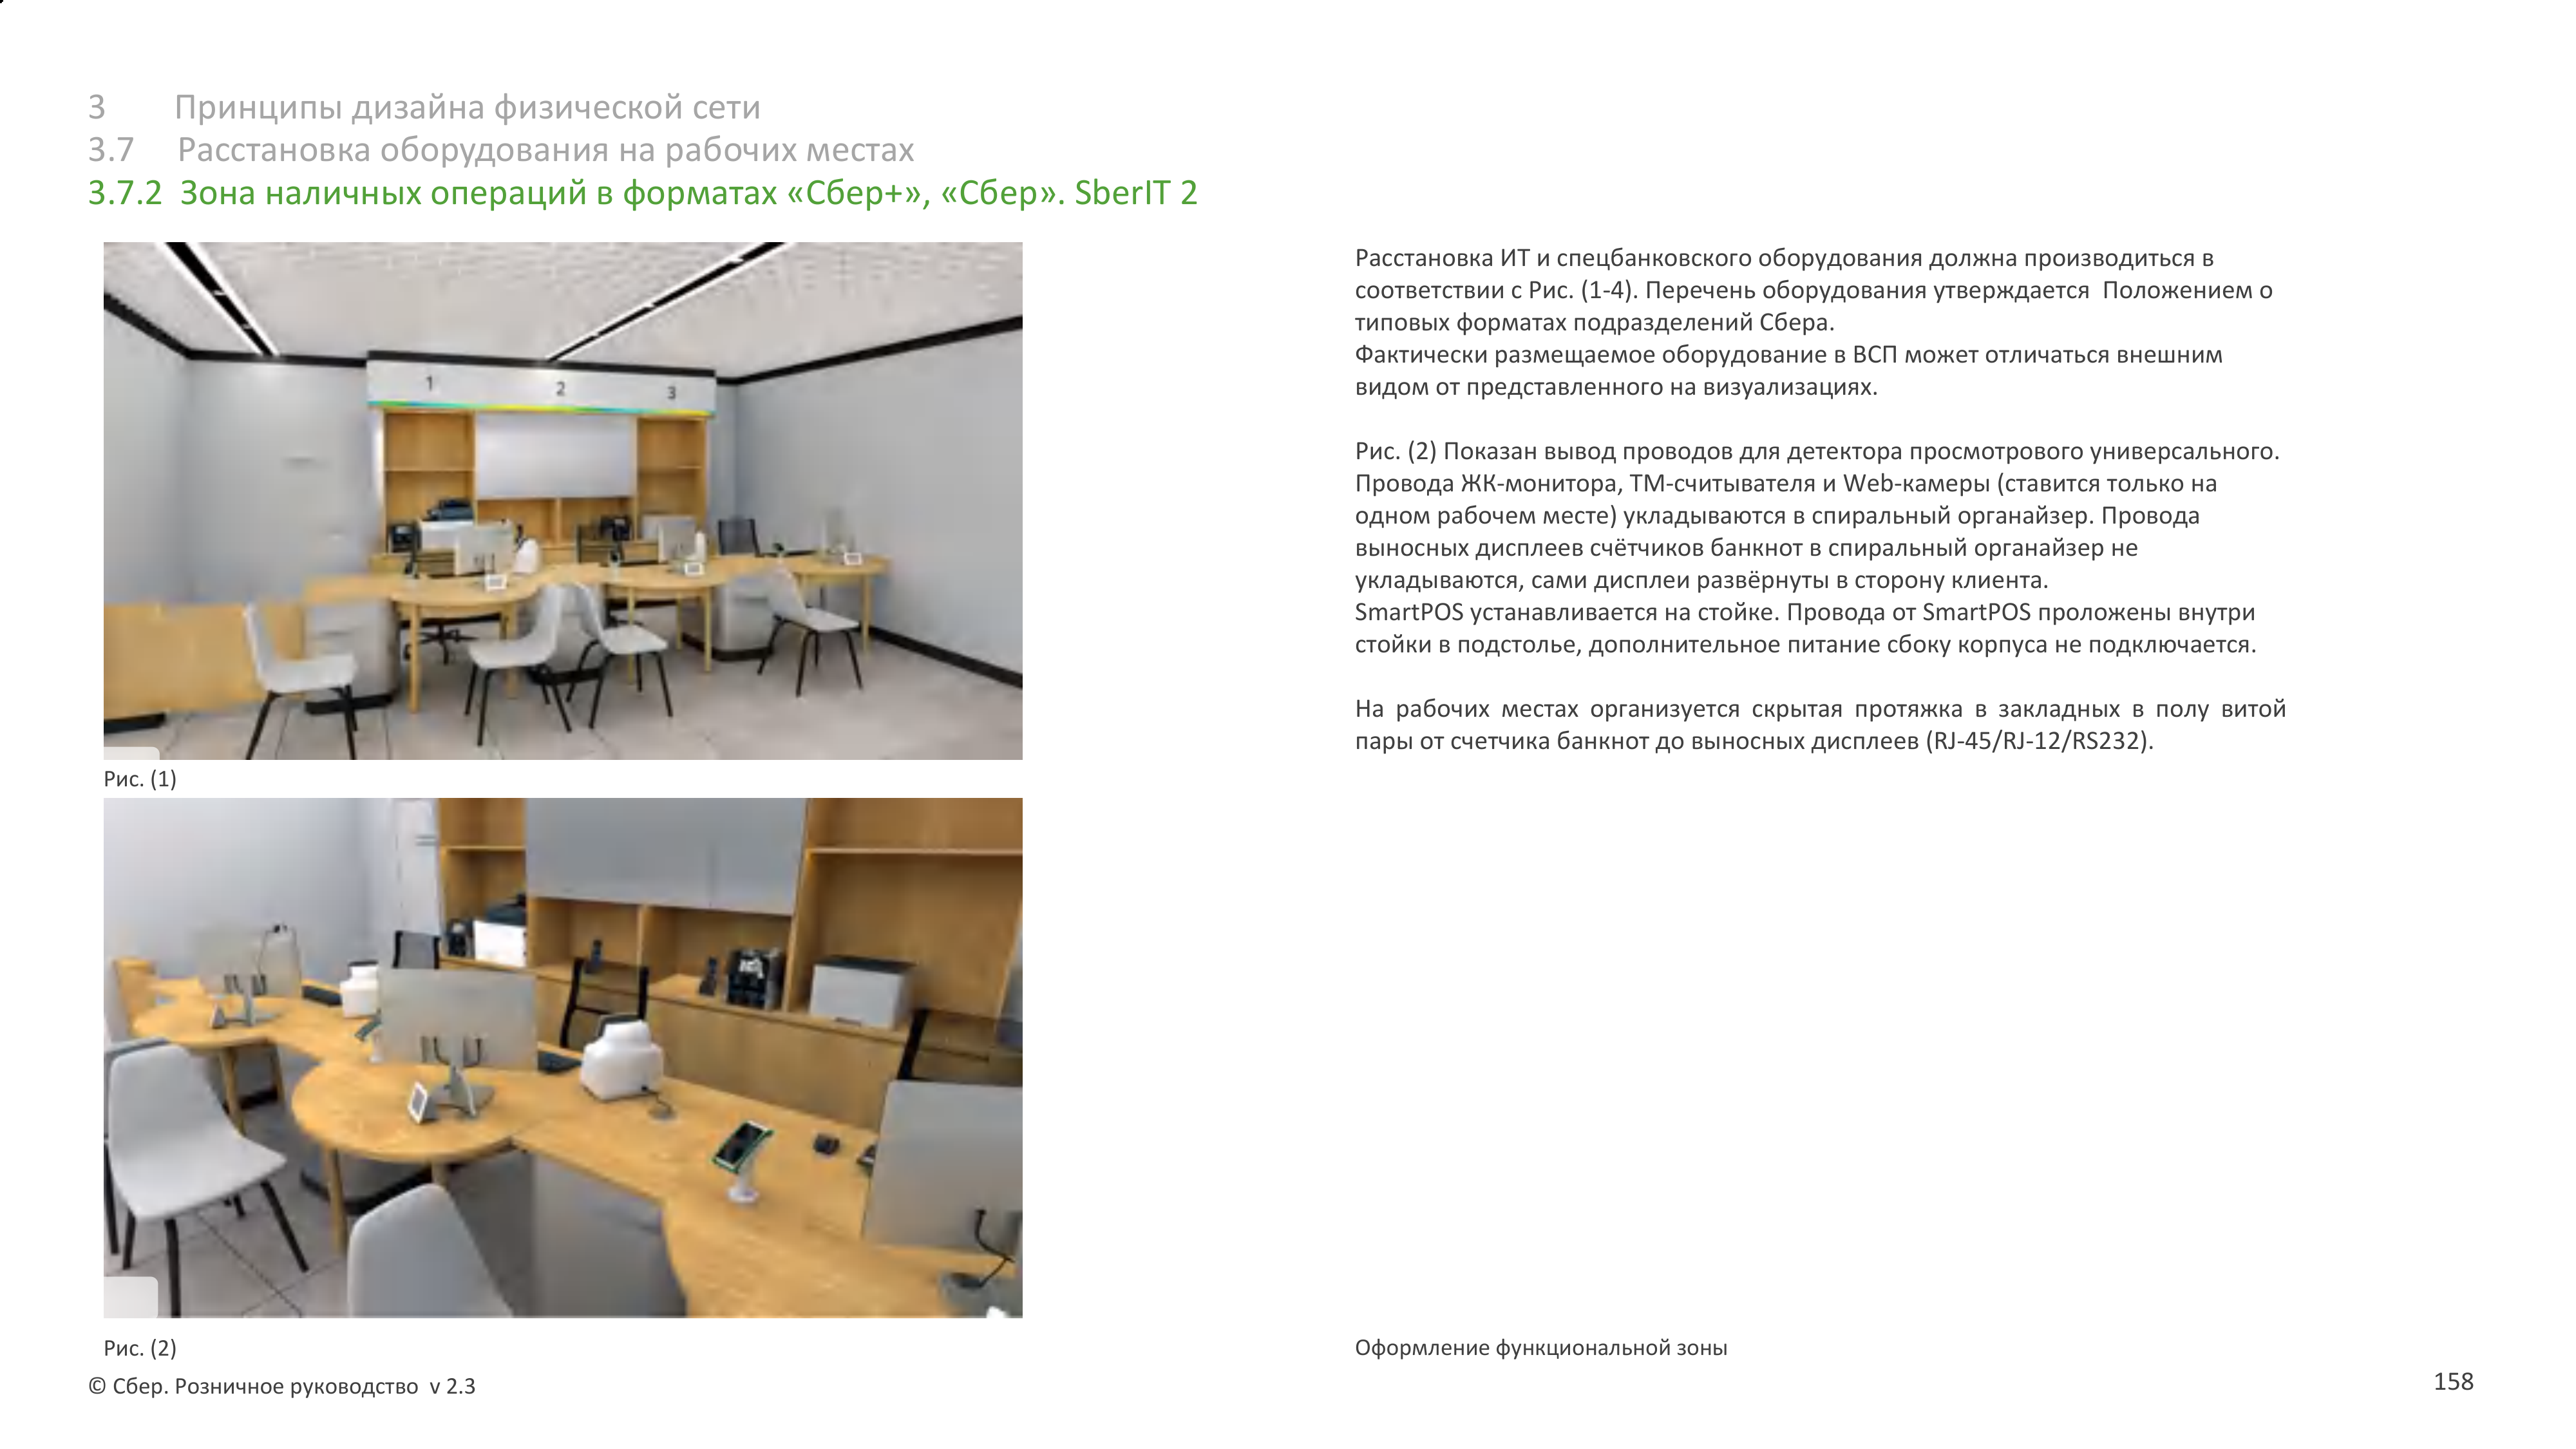 3 Принципы дизайна физической сети
3.7 Расстановка оборудования на рабочих местах
3.7.2 Зона наличных операций в форматах «Сбер+», «Сбер». SberIT 2
1 2 3
Рис. (1)
Рис. (2)
Расстановка ИТ и спецбанковского оборудования должна производиться в
соответствии с Рис. (1-4). Перечень оборудования утверждается Положением о
типовых форматах подразделений Сбера.
Фактически размещаемое оборудование в ВСП может отличаться внешним
видом от представленного на визуализациях.
Рис. (2) Показан вывод проводов для детектора просмотрового универсального.
Провода ЖК-монитора, ТМ-считывателя и Web-камеры (ставится только на
одном рабочем месте) укладываются в спиральный органайзер. Провода
выносных дисплеев счётчиков банкнот в спиральный органайзер не
укладываются, сами дисплеи развёрнуты в сторону клиента.
SmartPOS устанавливается на стойке. Провода от SmartPOS проложены внутри
стойки в подстолье, дополнительное питание сбоку корпуса не подключается.
На рабочих местах организуется скрытая протяжка в закладных в полу витой
пары от счетчика банкнот до выносных дисплеев (RJ-45/RJ-12/RS232).
Оформление функциональной зоны
© Сбер. Розничное руководство v 2.3
158